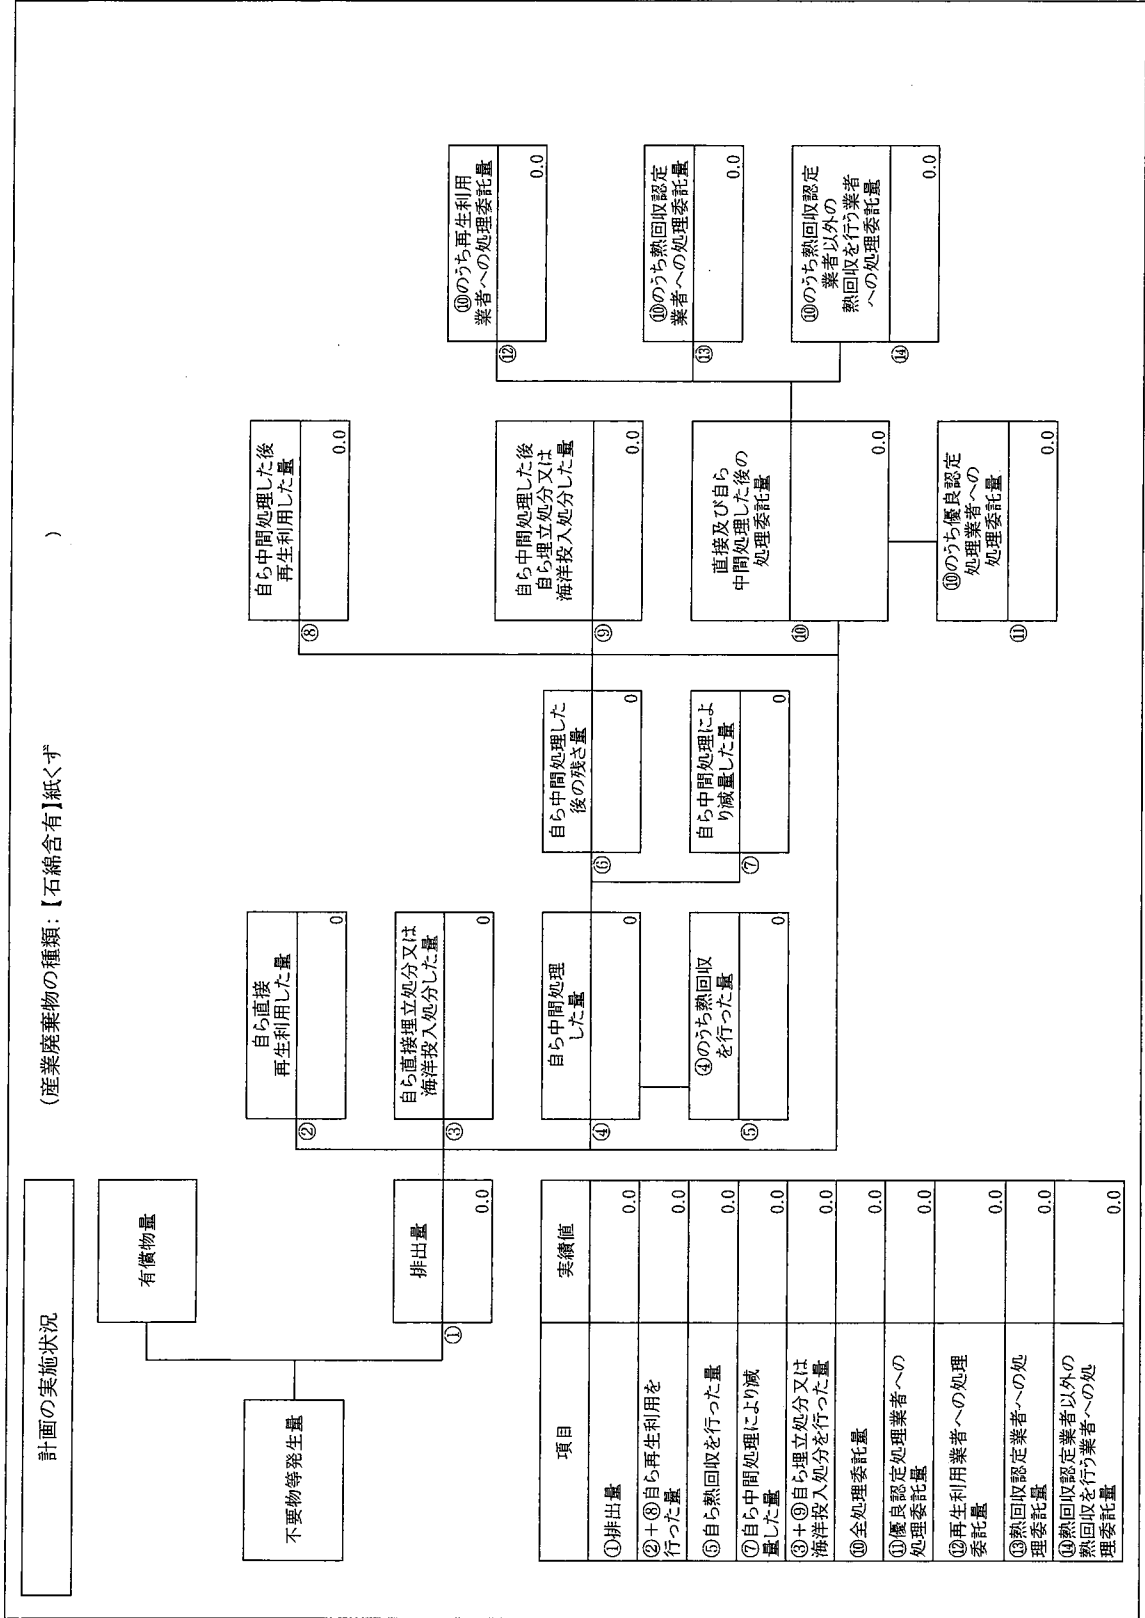 計画の実施状況
(産業廃棄物の種類:【石綿含有】紙くず
)
不要物等発生量
有償物量
①
排出量
0.0
②
自ら直接
再生利用した量
0
③
自ら直接埋立処分又は
海洋投入処分した量
0
④
自ら中間処理
した量
0
⑤
④のうち熱回収
を行った量
0
⑥
自ら中間処理した
後の残さ量
0
⑦
自ら中間処理によ
り減量した量
0
⑧
自ら中間処理した後
再生利用した量
0.0
⑨
自ら中間処理した後
自ら埋立処分又は
海洋投入処分した量
0.0
⑩
直接及び自ら
中間処理した後の
処理委託量
0.0
⑪
⑩のうち優良認定
処理業者への
処理委託量
0.0
⑫
⑩のうち再生利用
業者への処理委託量
0.0
⑬
⑩のうち熱回収認定
業者への処理委託量
0.0
⑭
⑩のうち熱回収認定
業者以外の
熱回収を行う業者
への処理委託量
0.0
項目 実績値
①排出量 0.0
②+⑧自ら再生利用を
行った量 0.0
⑤自ら熱回収を行った量 0.0
⑦自ら中間処理により減
量した量 0.0
③+⑨自ら埋立処分又は
海洋投入処分を行った量 0.0
⑩全処理委託量 0.0
⑪優良認定処理業者への
処理委託量 0.0
⑫再生利用業者への処理
委託量 0.0
⑬熱回収認定業者への処
理委託量 0.0
⑭熱回収認定業者以外の
熱回収を行う業者への処
理委託量 0.0